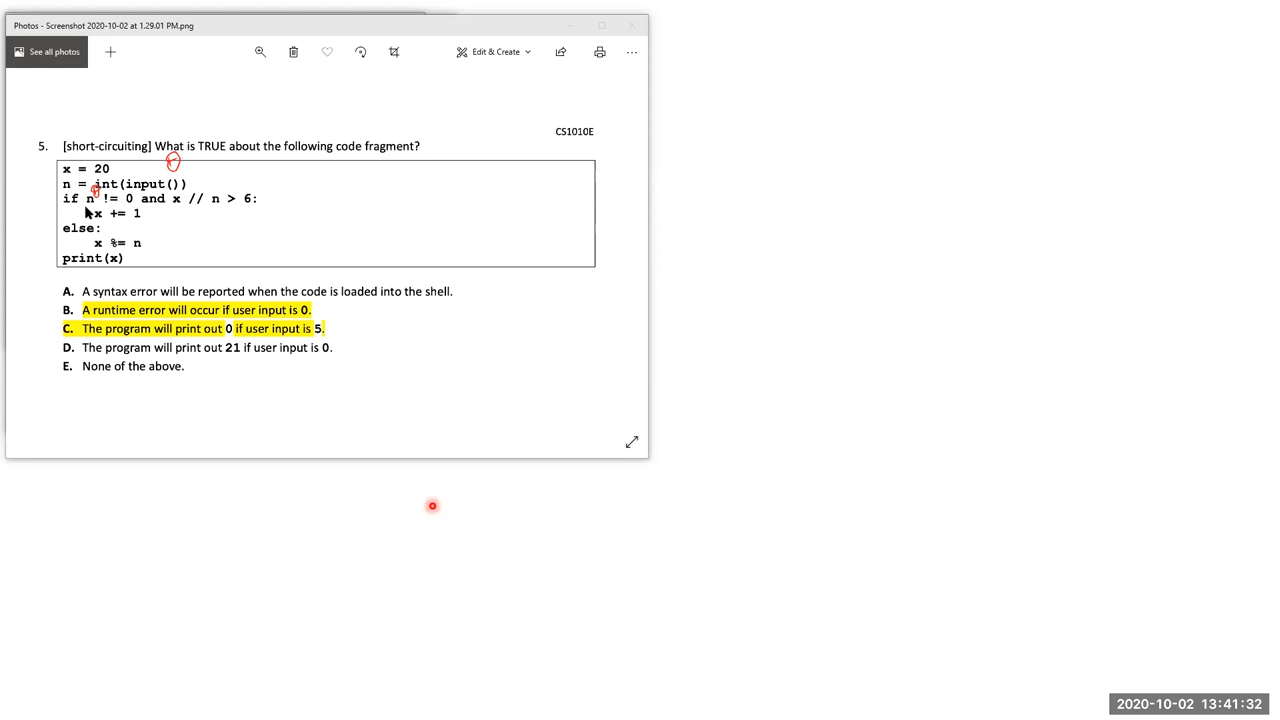 Photos - Screenshot 2020-10-02 at 1.29.01 PM.png
See all photos
Edit & Create
CS1010E
5. [short-circuiting] What is TRUE about the following code fragment?
x = 20
n = int(input())
if n != 0 and x // n > 6:
x += 1
else:
x %= n
print(x)
A. A syntax error will be reported when the code is loaded into the shell.
B. A runtime error will occur if user input is 0.
C. The program will print out 0 if user input is 5.
D. The program will print out 21 if user input is 0.
E. None of the above.
2020-10-02 13:41:32